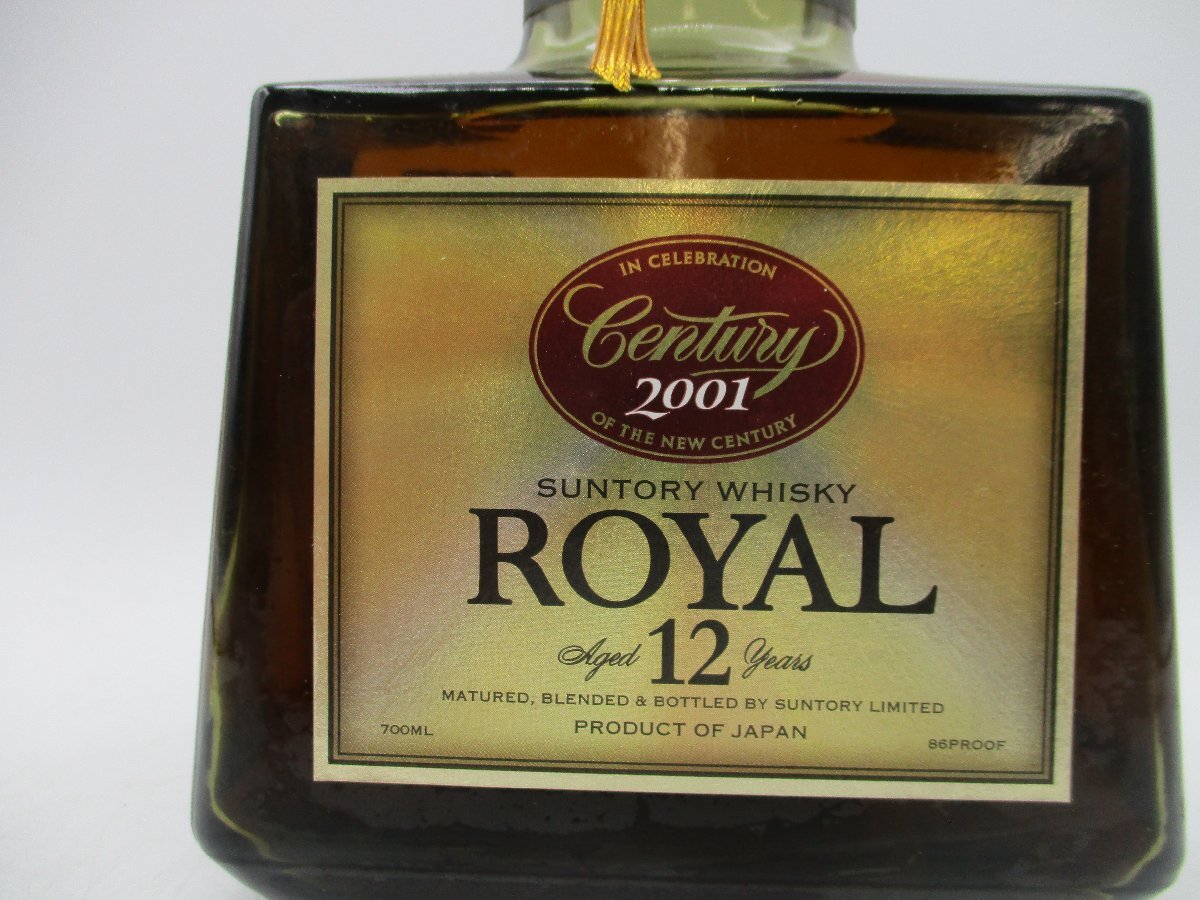 IN CELEBRATION
Century
2001
OF THE NEW CENTURY
SUNTORY WHISKY
ROYAL
Aged 12 Years
MATURED, BLENDED & BOTTLED BY SUNTORY LIMITED
700ML PRODUCT OF JAPAN 86PROOF